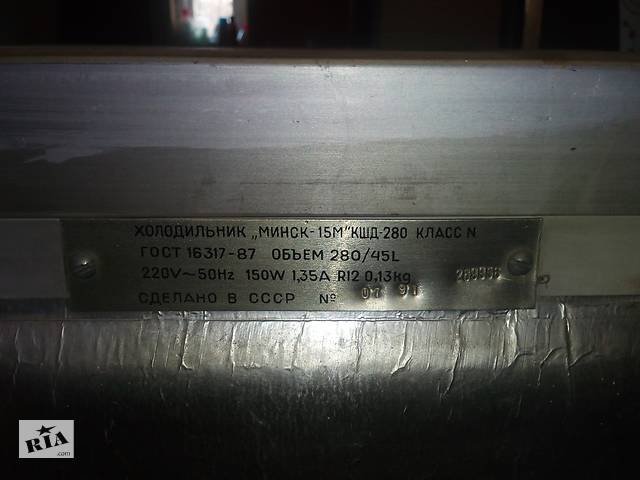 ХОЛОДИЛЬНИК „МИНСК-15М" КШД-280 КЛАСС N
ГОСТ 16317-87 ОБЪЕМ 280/45L
220V~50Hz 150W 1,35A R12 0,13kg
СДЕЛАНО В СССР № 07 91
RIA
.com